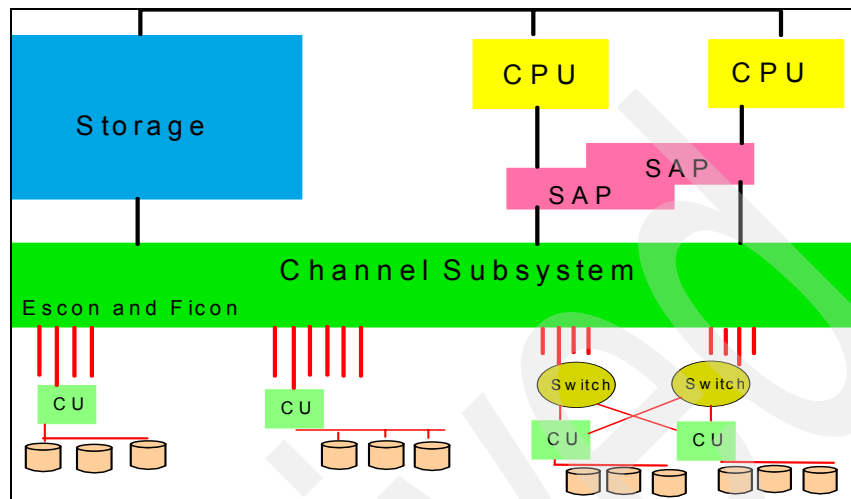 Storage
CPU
CPU
SAP
SAP
Channel Subsystem
Escon and Ficon
CU
CU
Switch
Switch
CU
CU